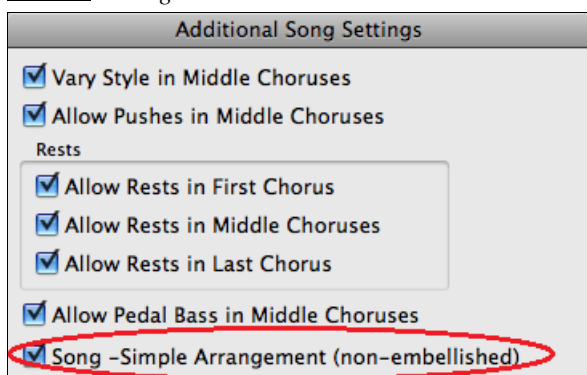 Additional Song Settings
Vary Style in Middle Choruses
Allow Pushes in Middle Choruses
Rests
Allow Rests in First Chorus
Allow Rests in Middle Choruses
Allow Rests in Last Chorus
Allow Pedal Bass in Middle Choruses
Song -Simple Arrangement (non-embellished)